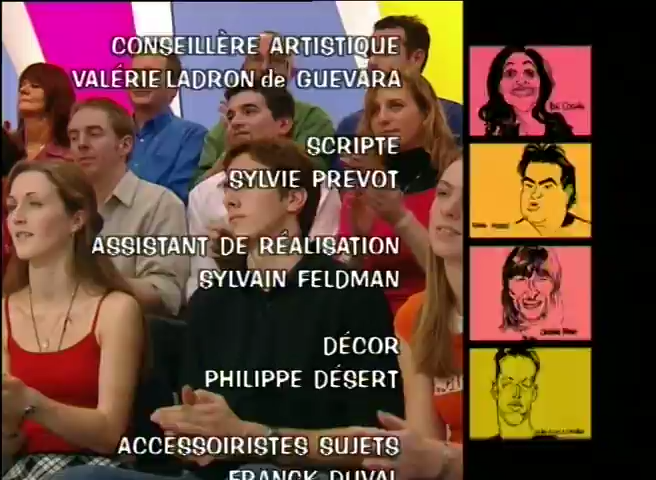 CONSEILLÈRE ARTISTIQUE
VALÉRIE LADRON de GUEVARA
SCRIPTE
SYLVIE PREVOT
ASSISTANT DE RÉALISATION
SYLVAIN FELDMAN
DÉCOR
PHILIPPE DÉSERT
ACCESSOIRISTES SUJETS
FRANCK DUVAL